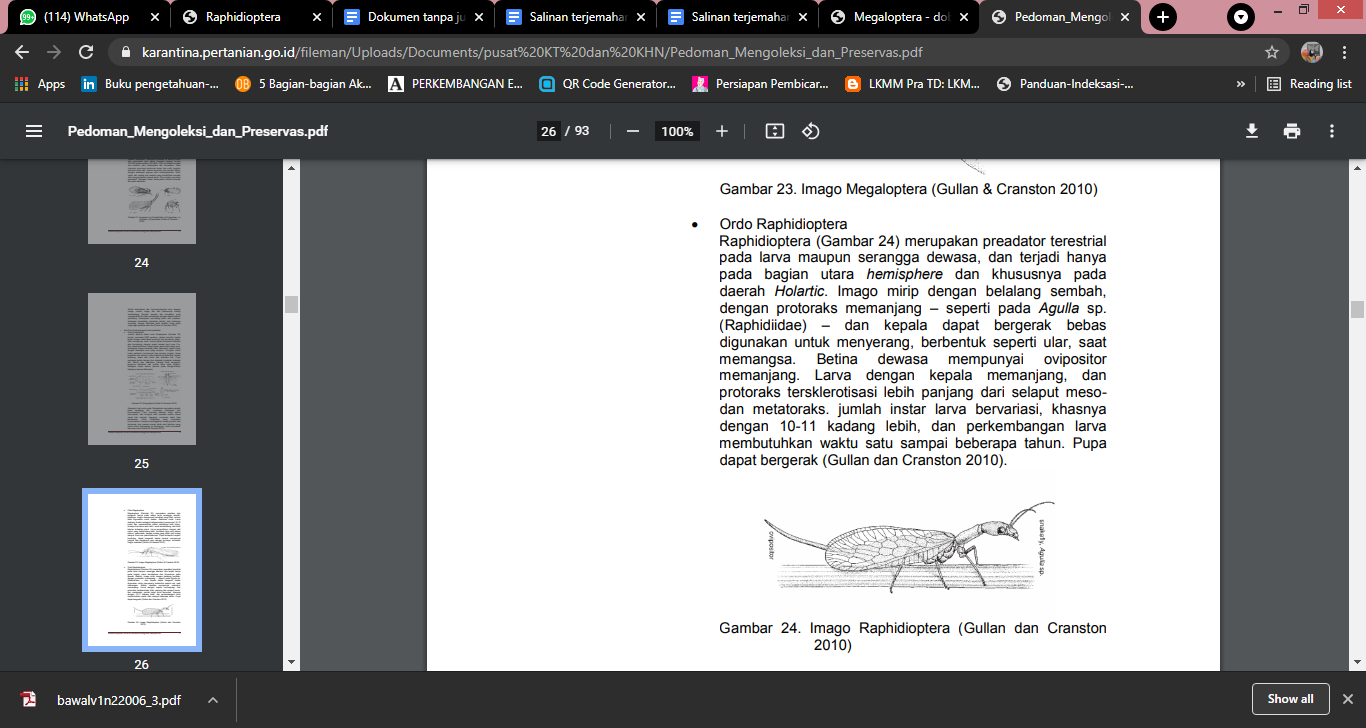 (114) WhatsApp
Raphidioptera
Dokumen tanpa ju
Salinan terjemaha
Salinan terjemaha
Megaloptera - dol
Pedoman_Mengol
karantina.pertanian.go.id/fileman/Uploads/Documents/pusat%20KT%20dan%20KHN/Pedoman_Mengoleksi_dan_Preservas.pdf
Apps
Buku pengetahuan-...
5 Bagian-bagian Ak...
PERKEMBANGAN E...
QR Code Generator...
Persiapan Pembicar...
LKMM Pra TD: LKM...
Panduan-Indeksasi-...
»
Reading list
Pedoman_Mengoleksi_dan_Preservas.pdf
26 / 93
100%
24
25
26
Gambar 23. Imago Megaloptera (Gullan & Cranston 2010)
• Ordo Raphidioptera
Raphidioptera (Gambar 24) merupakan preadator terestrial
pada larva maupun serangga dewasa, dan terjadi hanya
pada bagian utara hemisphere dan khususnya pada
daerah Holartic. Imago mirip dengan belalang sembah,
dengan protoraks memanjang – seperti pada Agulla sp.
(Raphidiidae) – dan kepala dapat bergerak bebas
digunakan untuk menyerang, berbentuk seperti ular, saat
memangsa. Betina dewasa mempunyai ovipositor
memanjang. Larva dengan kepala memanjang, dan
protoraks tersklerotisasi lebih panjang dari selaput meso-
dan metatoraks. jumlah instar larva bervariasi, khasnya
dengan 10-11 kadang lebih, dan perkembangan larva
membutuhkan waktu satu sampai beberapa tahun. Pupa
dapat bergerak (Gullan dan Cranston 2010).
ovipositor
snakefly, Agulla sp.
Gambar 24. Imago Raphidioptera (Gullan dan Cranston
2010)
bawalv1n22006_3.pdf
Show all